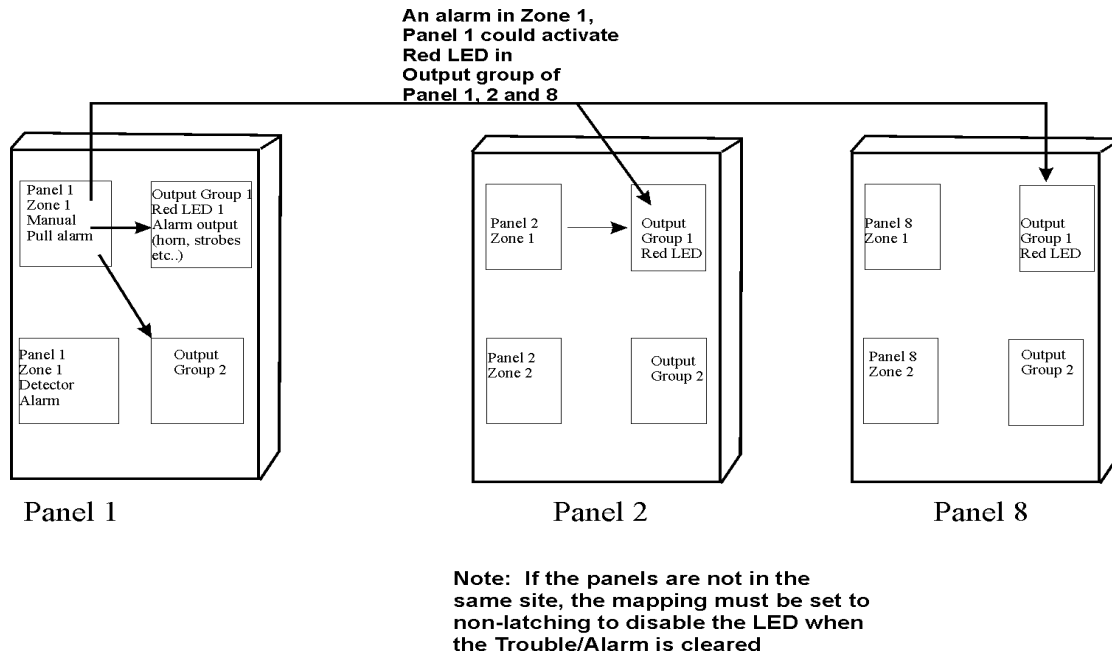 An alarm in Zone 1,
Panel 1 could activate
Red LED in
Output group of
Panel 1, 2 and 8
Panel 1
Zone 1
Manual
Pull alarm
Output Group 1
Red LED 1
Alarm output
(horn, strobes
etc..)
Panel 1
Zone 1
Detector
Alarm
Output
Group 2
Panel 1
Panel 2
Zone 1
Output
Group 1
Red LED
Panel 2
Zone 2
Output
Group 2
Panel 2
Panel 8
Zone 1
Output
Group 1
Red LED
Panel 8
Zone 2
Output
Group 2
Panel 8
Note: If the panels are not in the
same site, the mapping must be set to
non-latching to disable the LED when
the Trouble/Alarm is cleared